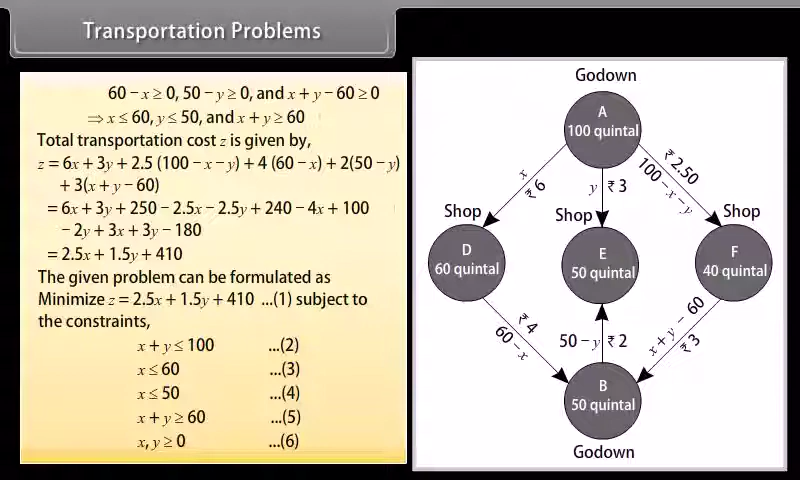 Transportation Problems
60 − x ≥ 0, 50 − y ≥ 0, and x + y − 60 ≥ 0
⇒ x ≤ 60, y ≤ 50, and x + y ≥ 60
Total transportation cost z is given by,
z = 6x + 3y + 2.5 (100 − x − y) + 4 (60 − x) + 2(50 − y)
+ 3(x + y − 60)
= 6x + 3y + 250 − 2.5x − 2.5y + 240 − 4x + 100
− 2y + 3x + 3y − 180
= 2.5x + 1.5y + 410
The given problem can be formulated as
Minimize z = 2.5x + 1.5y + 410 ...(1) subject to
the constraints,
x + y ≤ 100 ...(2)
x ≤ 60 ...(3)
x ≤ 50 ...(4)
x + y ≥ 60 ...(5)
x, y ≥ 0 ...(6)
Godown
A
100 quintal
x
₹ 6
y ₹ 3
₹ 2.50
100 − x − y
Shop
Shop
Shop
D
60 quintal
E
50 quintal
F
40 quintal
₹ 4
60 − x
50 − y ₹ 2
x + y − 60
₹ 3
B
50 quintal
Godown